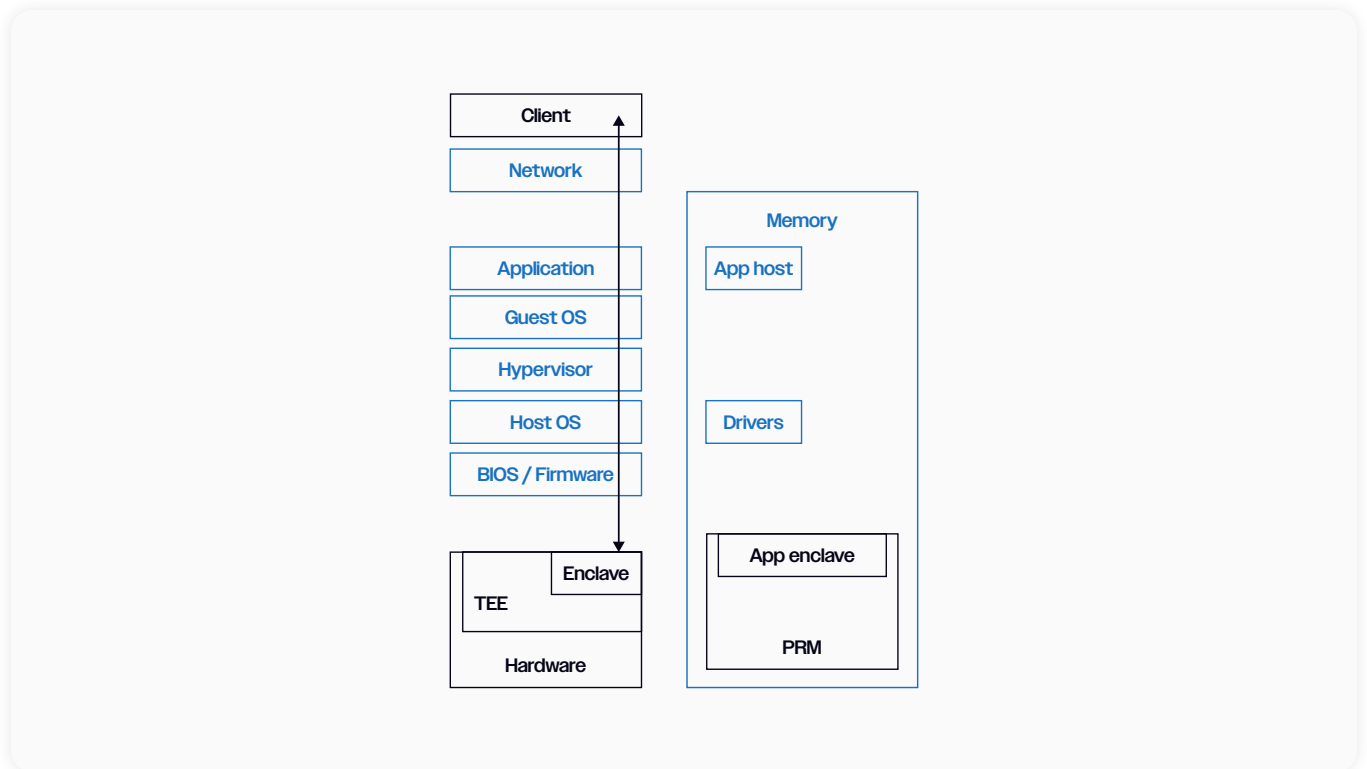 Client
Network
Application
Guest OS
Hypervisor
Host OS
BIOS / Firmware
Enclave
TEE
Hardware
Memory
App host
Drivers
App enclave
PRM